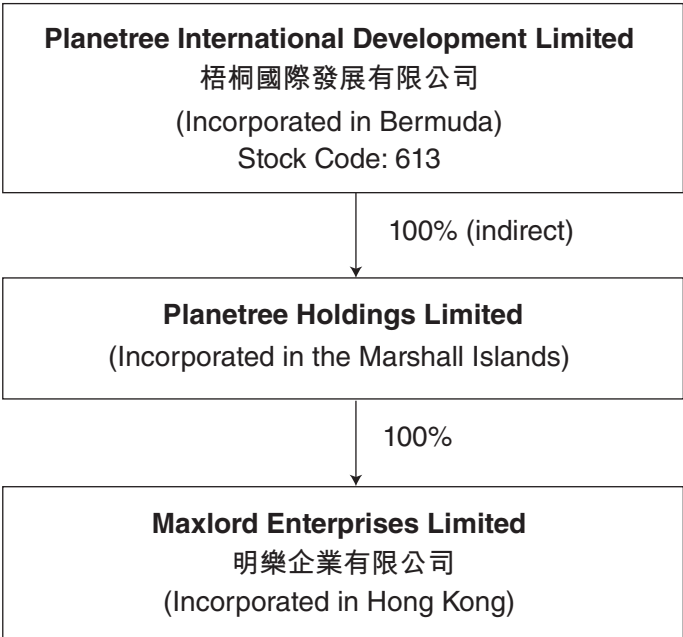 Planetree International Development Limited
梧桐國際發展有限公司
(Incorporated in Bermuda)
Stock Code: 613
100% (indirect)
Planetree Holdings Limited
(Incorporated in the Marshall Islands)
100%
Maxlord Enterprises Limited
明樂企業有限公司
(Incorporated in Hong Kong)